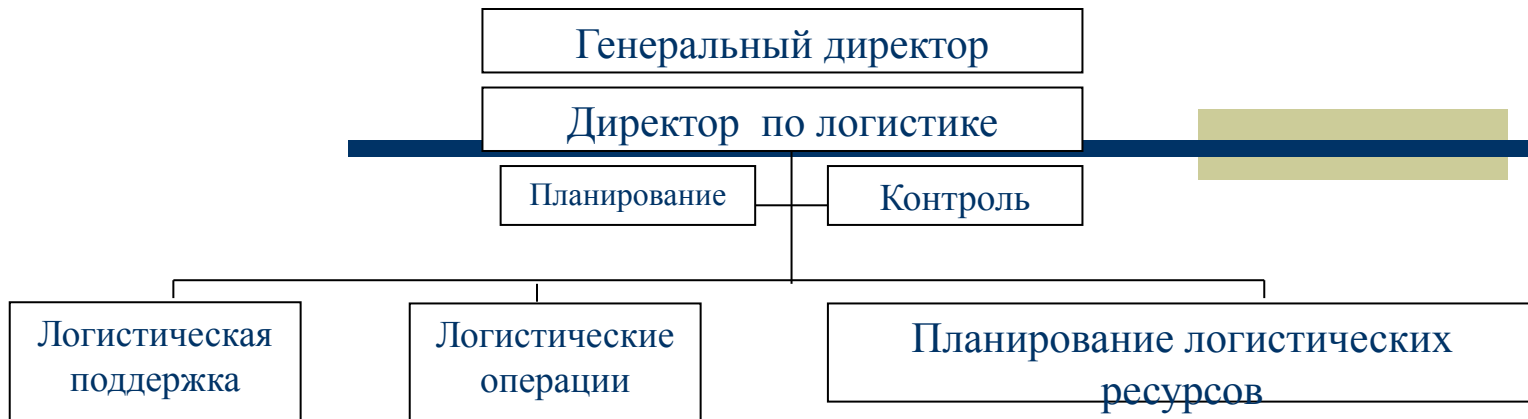 Генеральный директор
Директор по логистике
Планирование
Контроль
Логистическая
поддержка
Логистические
операции
Планирование логистических
ресурсов